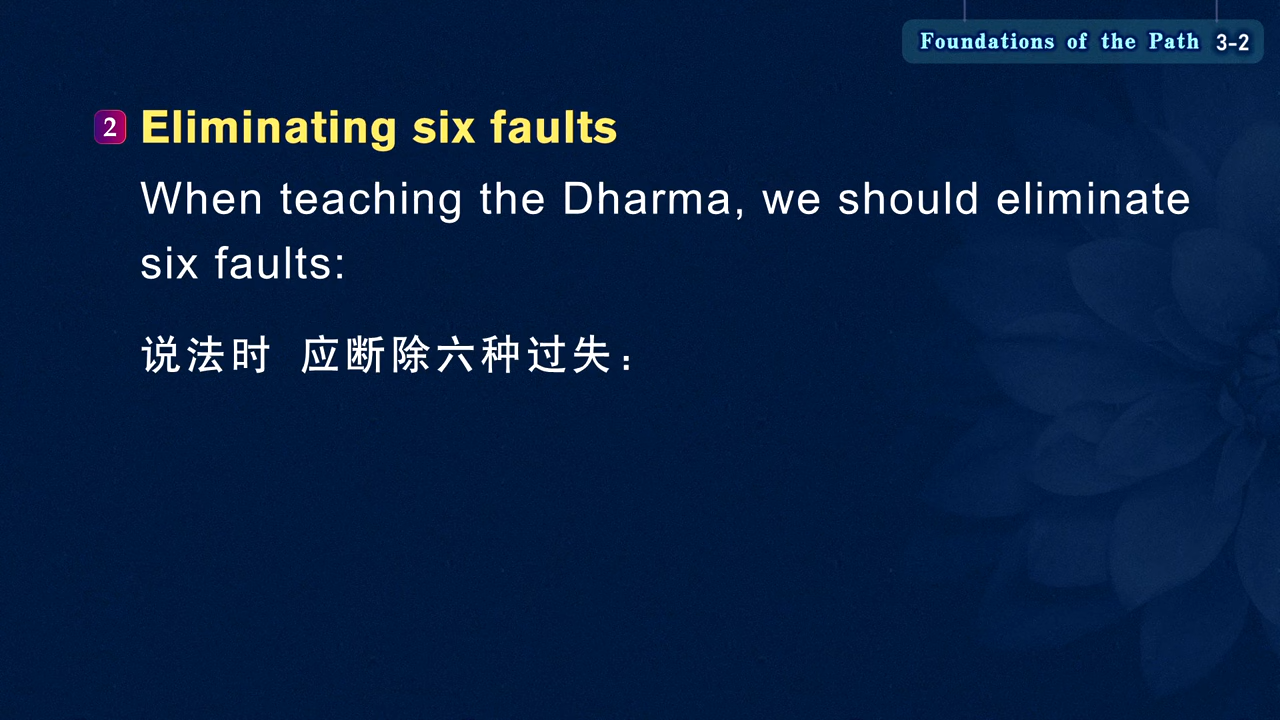 Foundations of the Path 3-2
2 Eliminating six faults
When teaching the Dharma, we should eliminate
six faults:
说法时 应断除六种过失：